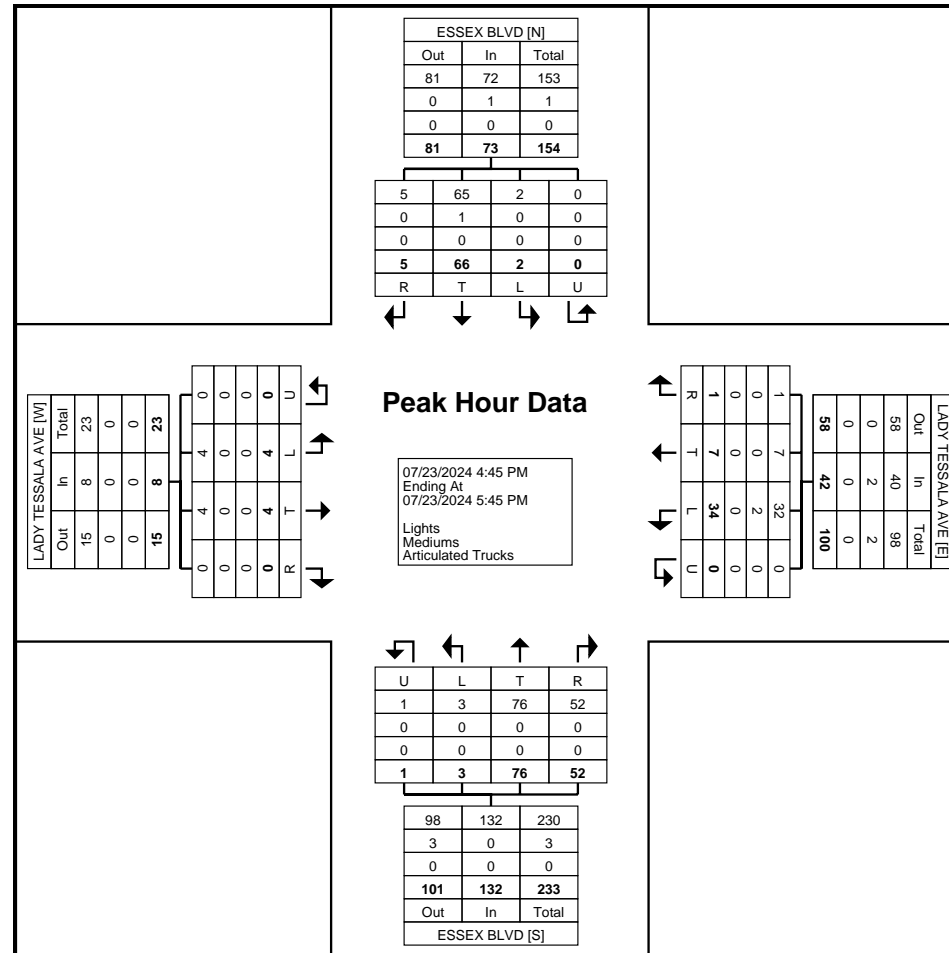 ESSEX BLVD [N]
Out In Total
81 72 153
0 1 1
0 0 0
81 73 154
5 65 2 0
0 1 0 0
0 0 0 0
5 66 2 0
R T L U
LADY TESSALA AVE [W]
Total 23 0 0 23
In 8 0 0 8
Out 15 0 0 15
0 0 0 0 U
4 0 0 4 L
4 0 0 4 T
0 0 0 0 R
Peak Hour Data
07/23/2024 4:45 PM
Ending At
07/23/2024 5:45 PM
Lights
Mediums
Articulated Trucks
R 1 0 0 1
T 7 0 0 7
L 34 0 2 32
U 0 0 0 0
58 0 0 58 Out
42 0 2 40 In
100 0 2 98 Total
LADY TESSALA AVE [E]
U L T R
1 3 76 52
0 0 0 0
0 0 0 0
1 3 76 52
98 132 230
3 0 3
0 0 0
101 132 233
Out In Total
ESSEX BLVD [S]